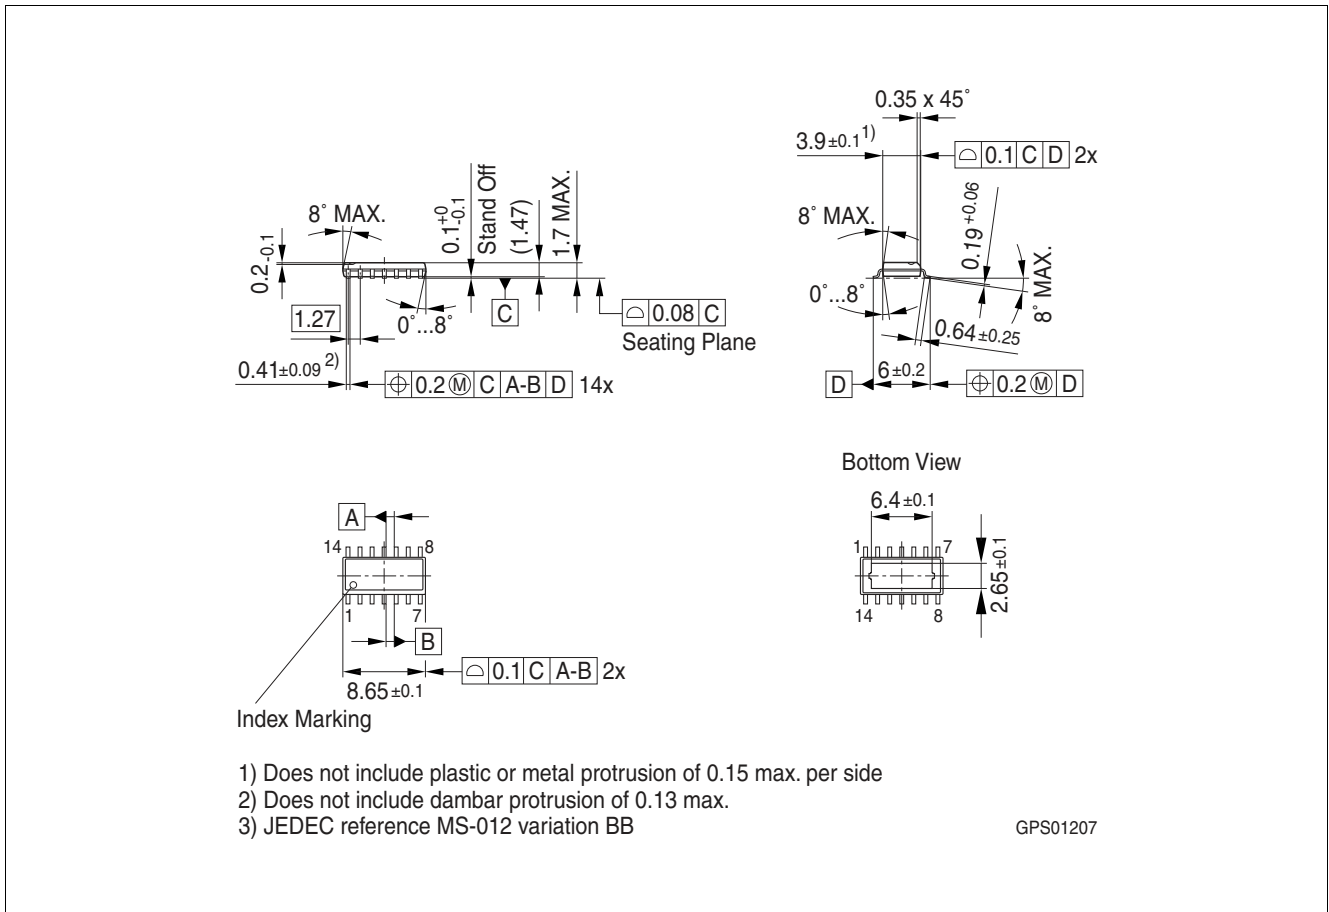 0.35 x 45°
3.9 ±0.1 1)
⌓ 0.1 C D 2x
8° MAX.
0.19 +0.06
8° MAX.
0°...8°
0.64 ±0.25
D
6 ±0.2
⌖ 0.2 Ⓜ D
8° MAX.
0.2 -0.1
0.1 +0 -0.1
Stand Off
(1.47)
1.7 MAX.
1.27
0°...8°
C
⌓ 0.08 C
Seating Plane
0.41 ±0.09 2)
⌖ 0.2 Ⓜ C A-B D 14x
Bottom View
6.4 ±0.1
1 7
2.65 ±0.1
14 8
A
14 8
1 7
B
⌓ 0.1 C A-B 2x
8.65 ±0.1
Index Marking
1) Does not include plastic or metal protrusion of 0.15 max. per side
2) Does not include dambar protrusion of 0.13 max.
3) JEDEC reference MS-012 variation BB
GPS01207